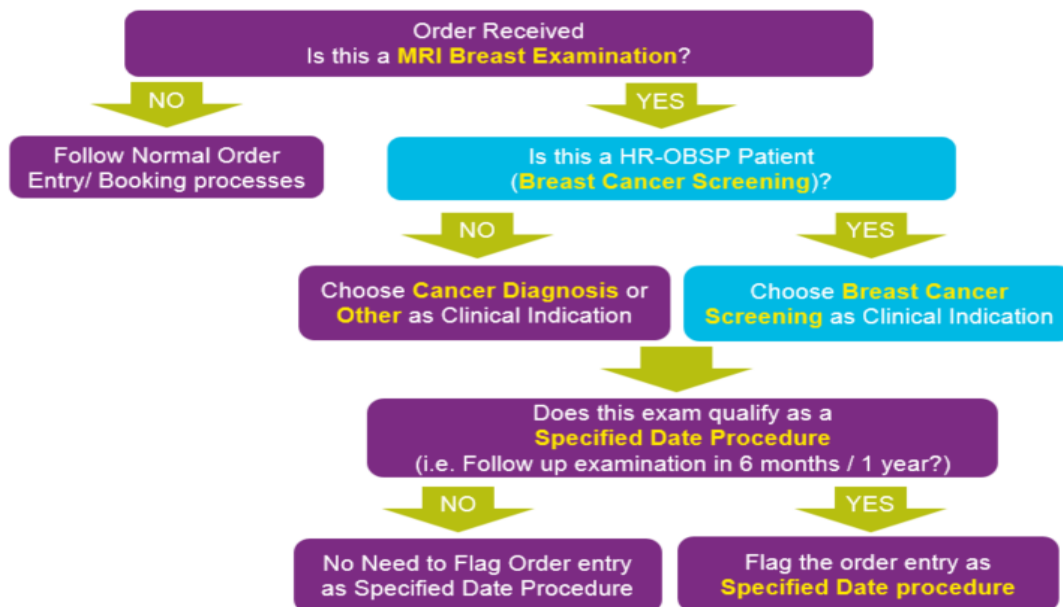 Order Received
Is this a MRI Breast Examination?
NO
YES
Follow Normal Order
Entry/ Booking processes
Is this a HR-OBSP Patient
(Breast Cancer Screening)?
NO
YES
Choose Cancer Diagnosis or
Other as Clinical Indication
Choose Breast Cancer
Screening as Clinical Indication
Does this exam qualify as a
Specified Date Procedure
(i.e. Follow up examination in 6 months / 1 year?)
NO
YES
No Need to Flag Order entry
as Specified Date Procedure
Flag the order entry as
Specified Date procedure